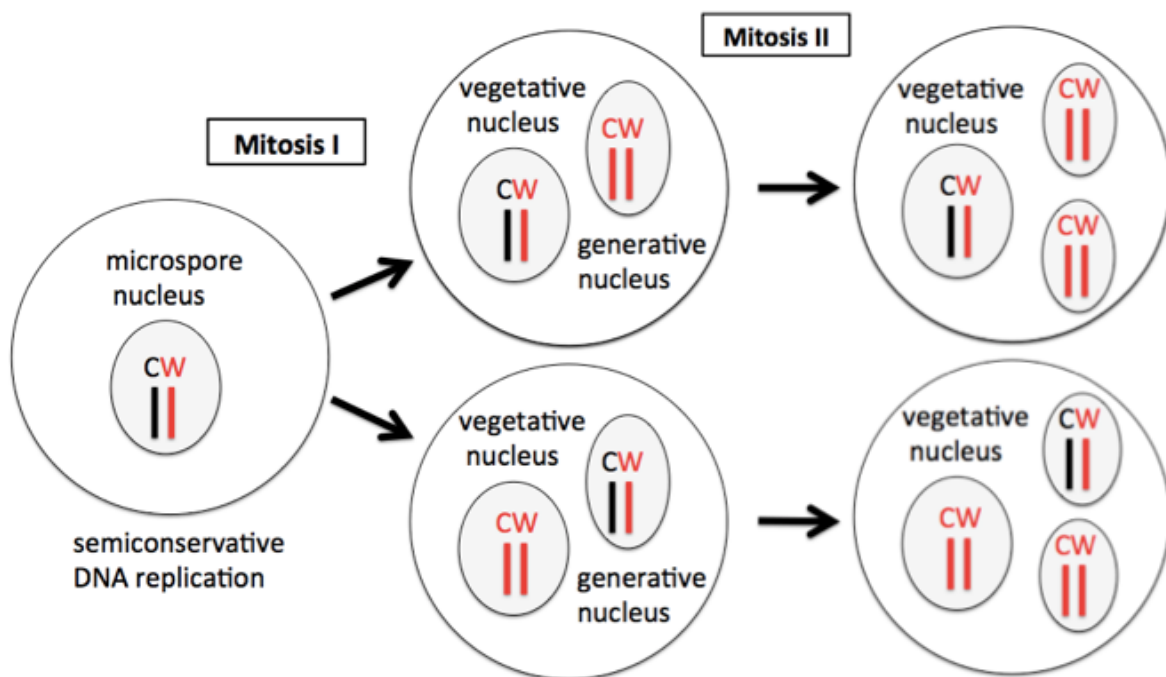 Mitosis I
Mitosis II
microspore
nucleus
CW
semiconservative
DNA replication
vegetative
nucleus
CW
CW
generative
nucleus
vegetative
nucleus
CW
CW
generative
nucleus
vegetative
nucleus
CW
CW
CW
vegetative
nucleus
CW
CW
CW